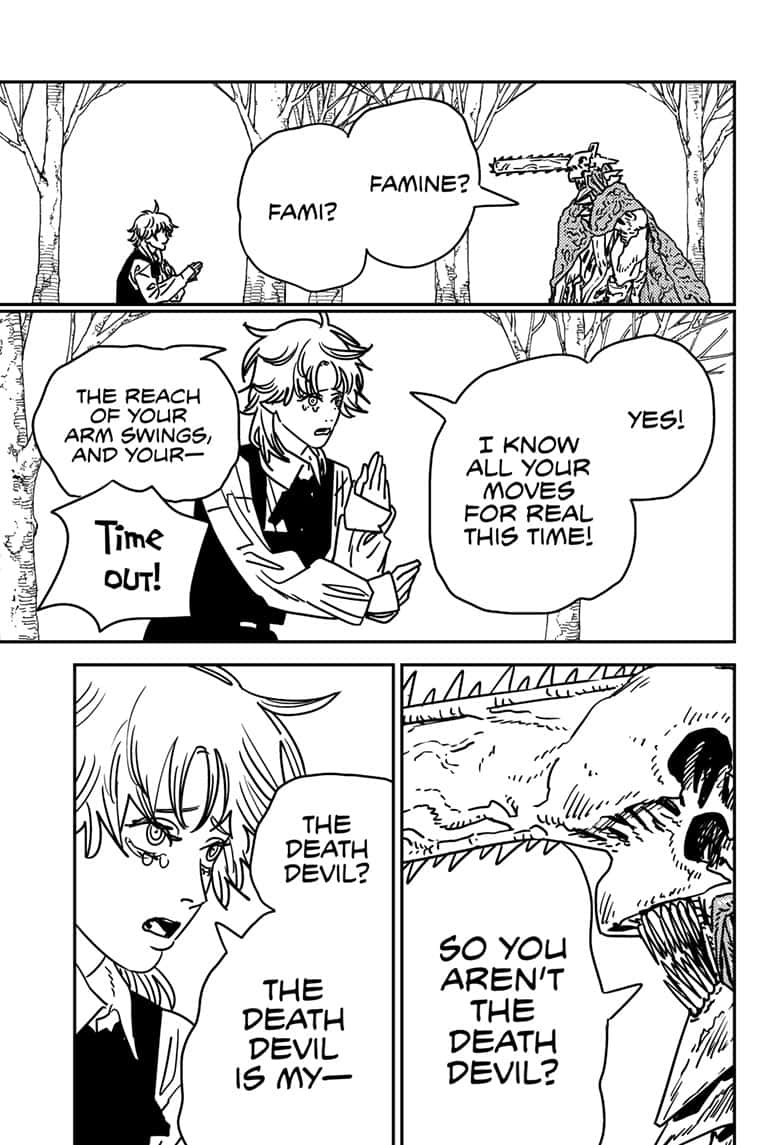 FAMINE?
FAMI?
YES!
I KNOW
ALL YOUR
MOVES
FOR REAL
THIS TIME!
THE REACH
OF YOUR
ARM SWINGS,
AND YOUR—
Time
OUT!
SO YOU
AREN'T
THE
DEATH
DEVIL?
THE
DEATH
DEVIL?
THE
DEATH
DEVIL
IS MY—